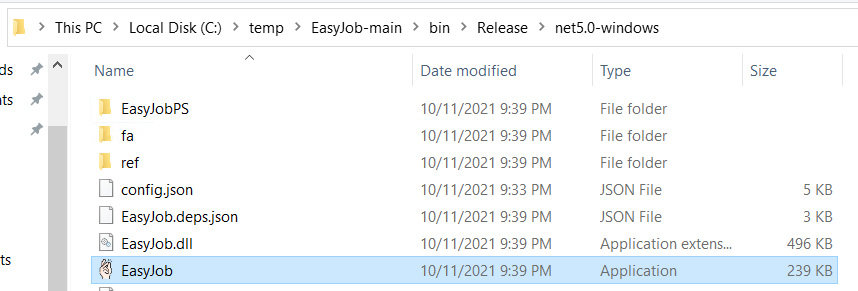 This PC > Local Disk (C:) > temp > EasyJob-main > bin > Release > net5.0-windows
Name Date modified Type Size
ds
EasyJobPS 10/11/2021 9:39 PM File folder
nts
fa 10/11/2021 9:39 PM File folder
ref 10/11/2021 9:39 PM File folder
config.json 10/11/2021 9:33 PM JSON File 5 KB
EasyJob.deps.json 10/11/2021 9:39 PM JSON File 3 KB
EasyJob.dll 10/11/2021 9:39 PM Application extens... 496 KB
ts
EasyJob 10/11/2021 9:39 PM Application 239 KB